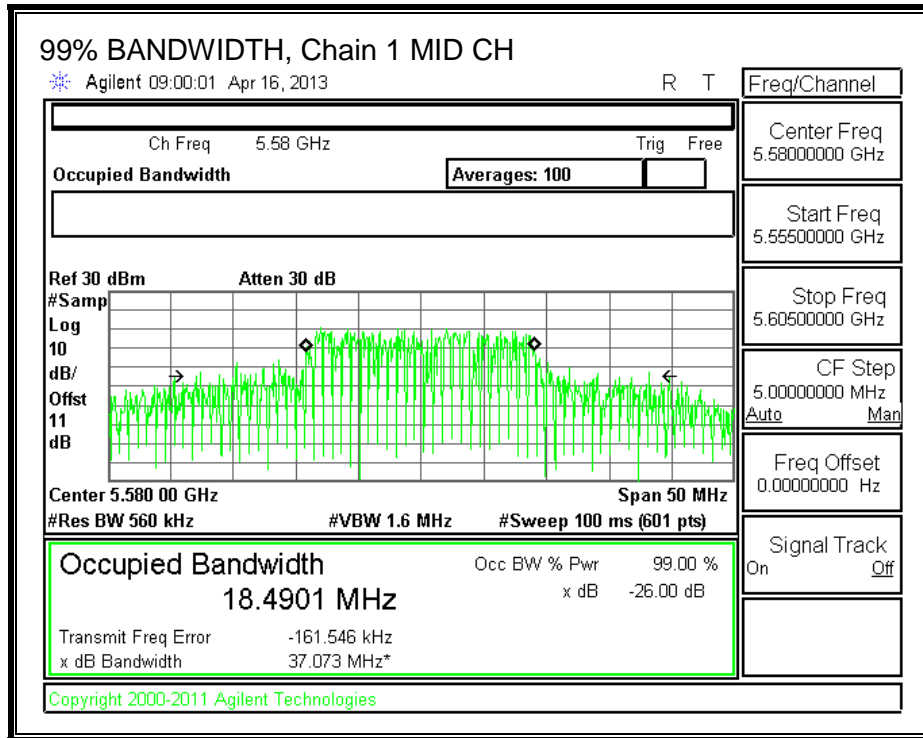 99% BANDWIDTH, Chain 1 MID CH
Agilent 09:00:01 Apr 16, 2013 R T
Ch Freq 5.58 GHz Trig Free
Occupied Bandwidth Averages: 100
Ref 30 dBm Atten 30 dB
#Samp
Log
10
dB/
Offst
11
dB
Center 5.580 00 GHz Span 50 MHz
#Res BW 560 kHz #VBW 1.6 MHz #Sweep 100 ms (601 pts)
Occupied Bandwidth Occ BW % Pwr 99.00 %
18.4901 MHz x dB -26.00 dB
Transmit Freq Error -161.546 kHz
x dB Bandwidth 37.073 MHz*
Copyright 2000-2011 Agilent Technologies
Freq/Channel
Center Freq
5.58000000 GHz
Start Freq
5.55500000 GHz
Stop Freq
5.60500000 GHz
CF Step
5.00000000 MHz
Auto Man
Freq Offset
0.00000000 Hz
Signal Track
On Off